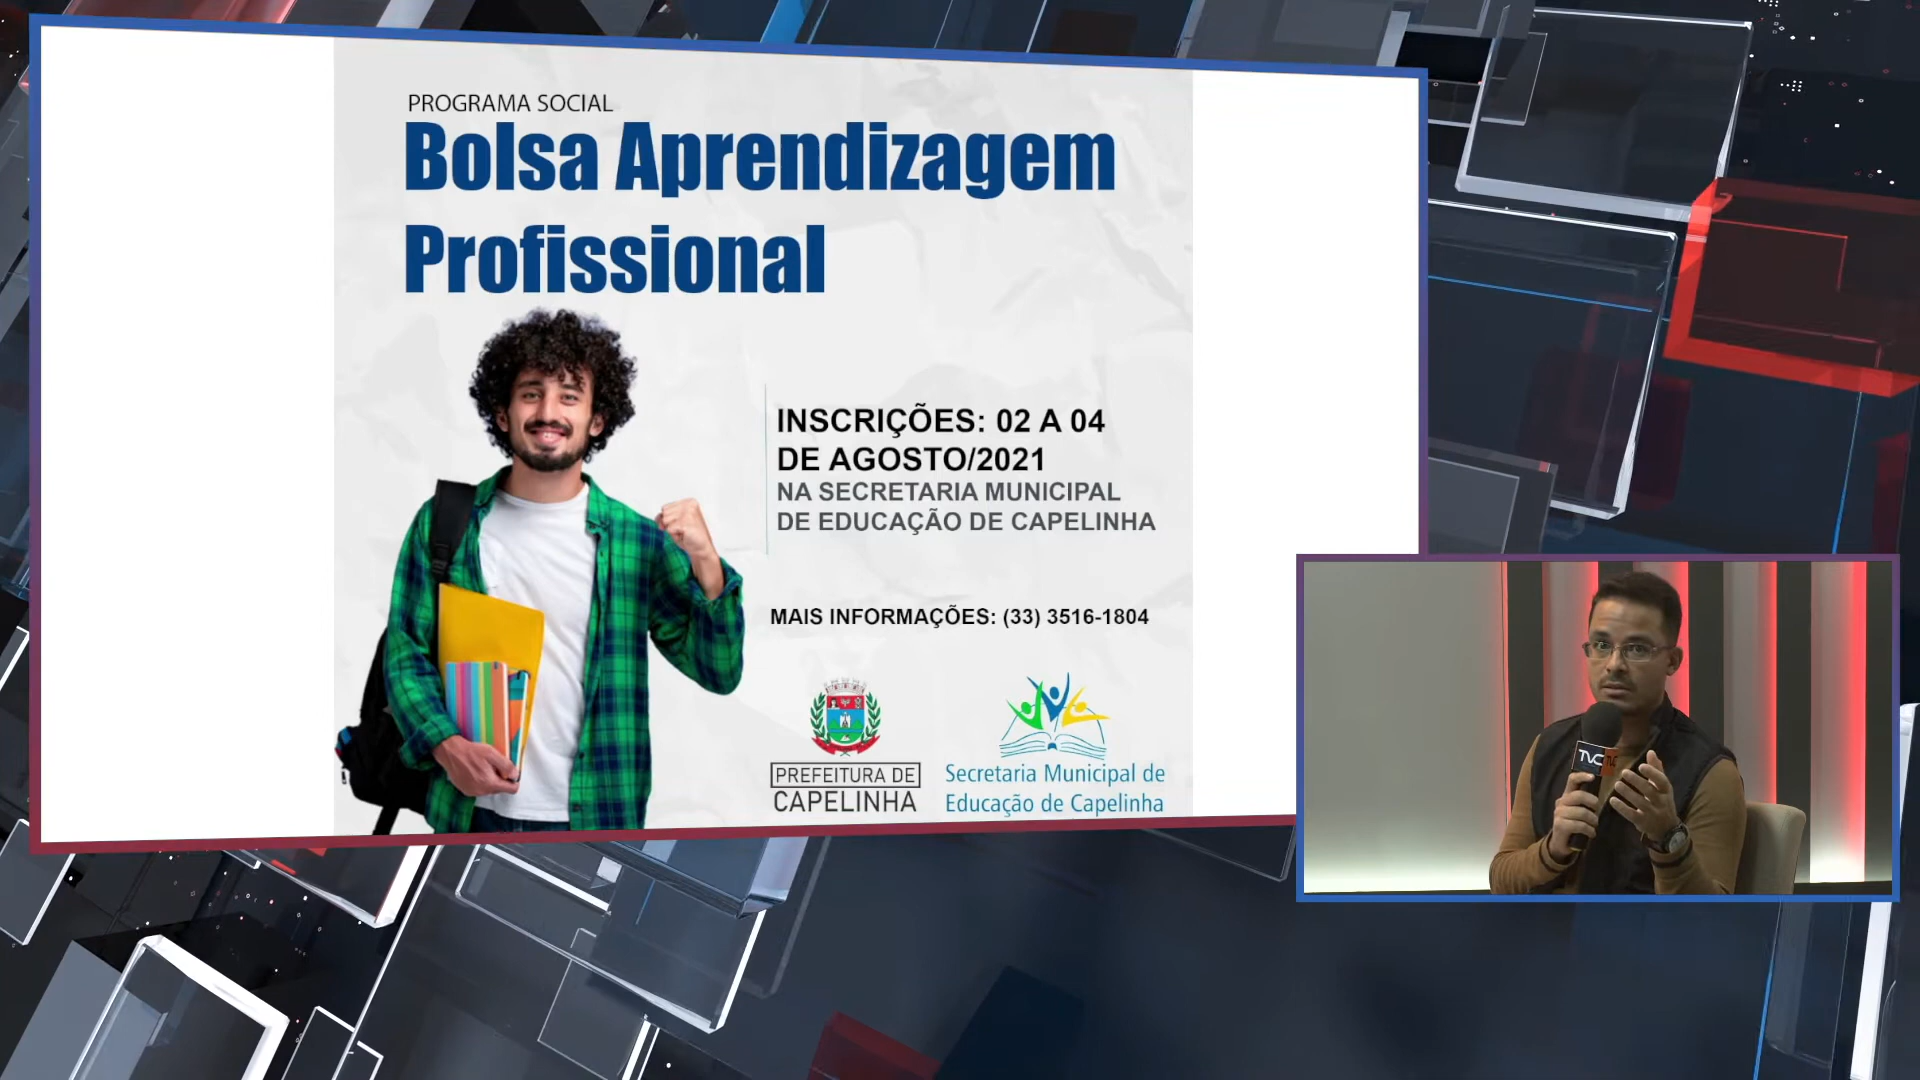 PROGRAMA SOCIAL
Bolsa Aprendizagem
Profissional
INSCRIÇÕES: 02 A 04
DE AGOSTO/2021
NA SECRETARIA MUNICIPAL
DE EDUCAÇÃO DE CAPELINHA
MAIS INFORMAÇÕES: (33) 3516-1804
PREFEITURA DE
CAPELINHA
Secretaria Municipal de
Educação de Capelinha
TVC